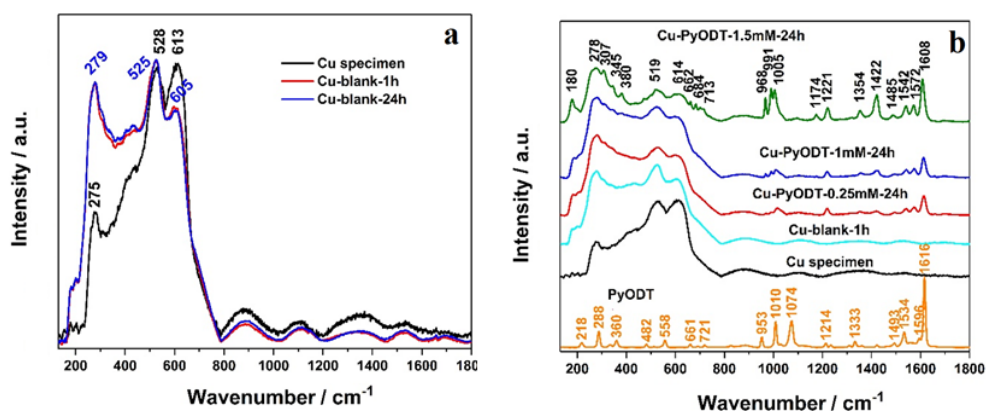 a
528
613
279
525
605
275
Cu specimen
Cu-blank-1h
Cu-blank-24h
Intensity / a.u.
200 400 600 800 1000 1200 1400 1600 1800
Wavenumber / cm-1
b
Cu-PyODT-1.5mM-24h
180
278
307
345
380
519
614
662
684
713
968
991
1005
1174
1221
1354
1422
1485
1542
1572
1608
Cu-PyODT-1mM-24h
Cu-PyODT-0.25mM-24h
Cu-blank-1h
Cu specimen
PyODT
218
288
360
482
558
661
721
953
1010
1074
1214
1333
1493
1534
1596
1616
Intensity / a.u.
200 400 600 800 1000 1200 1400 1600 1800
Wavenumber / cm-1